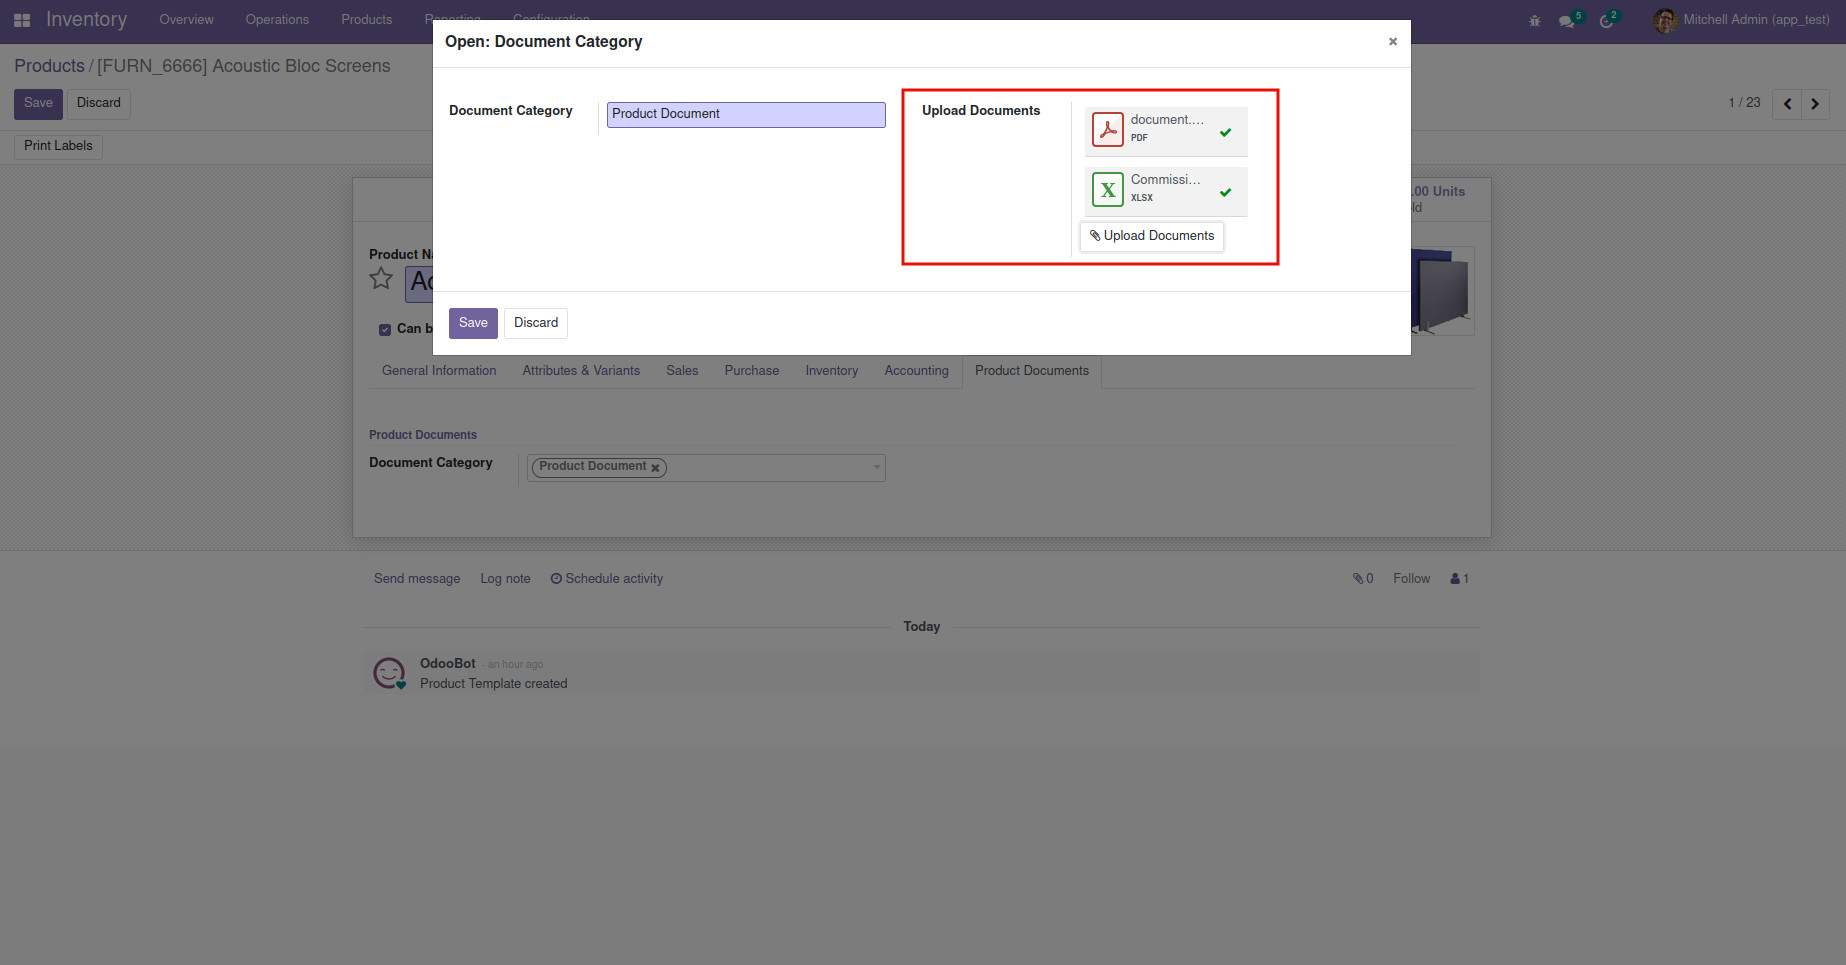 Inventory Overview Operations Products Reporting Configuration 5 2 Mitchell Admin (app_test)
Open: Document Category ×
Products / [FURN_6666] Acoustic Bloc Screens
Save Discard 1 / 23
Document Category Product Document Upload Documents document.... PDF
Print Labels
Commissi... XLSX
.00 Units
ld
Upload Documents
Product Na
Ac
Save Discard
Can b
General Information Attributes & Variants Sales Purchase Inventory Accounting Product Documents
Product Documents
Document Category Product Document ×
Send message Log note Schedule activity 0 Follow 1
Today
OdooBot - an hour ago
Product Template created